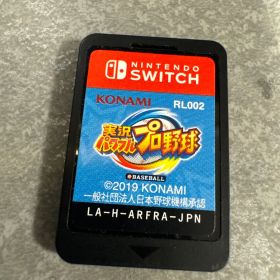 NINTENDO
SWITCH
KONAMI RL002
実況
パワフル
プロ野球
eBASEBALL
©2019 KONAMI
一般社団法人日本野球機構承認
LA-H-ARFRA-JPN